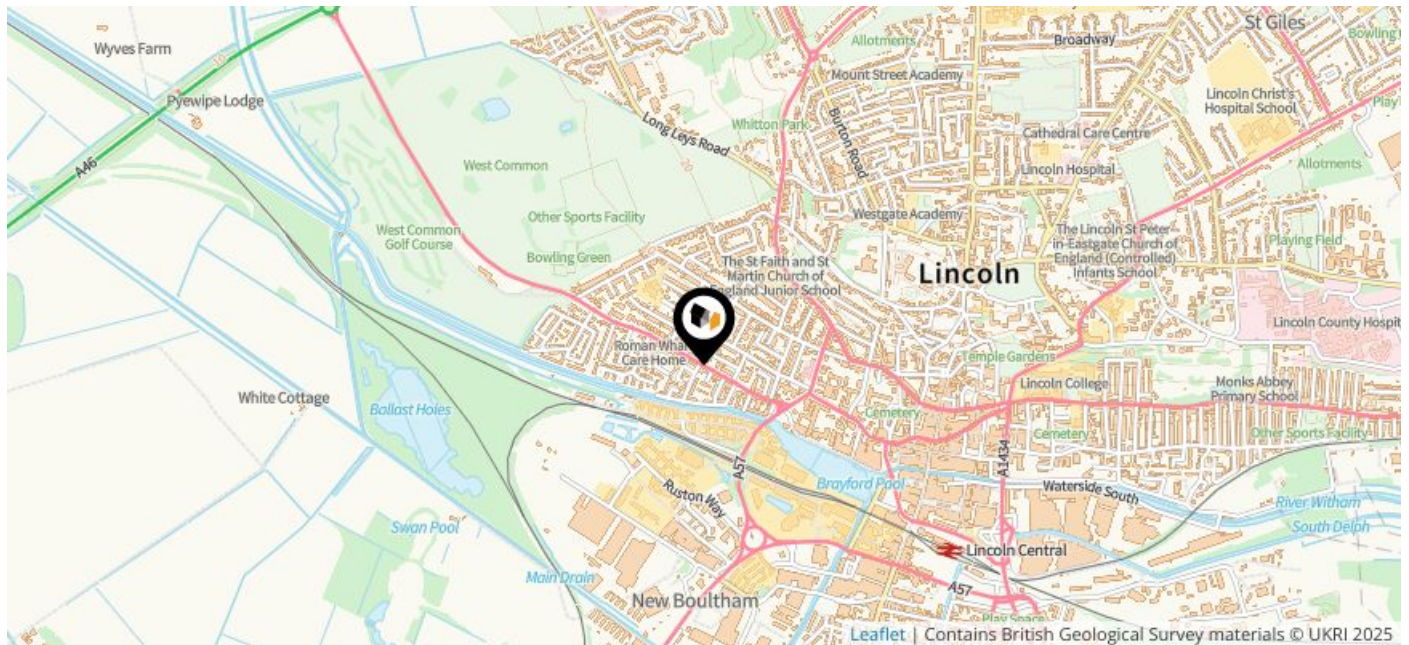 Wyves Farm
Pyewipe Lodge
A46
West Common
Golf Course
West Common
Other Sports Facility
Bowling Green
Long Leys Road
Whitton Park
Allotments
Mount Street Academy
Burton Road
Broadway
St Giles
Bowling
Lincoln Christ's
Hospital School
Cathedral Care Centre
Lincoln Hospital
Allotments
Westgate Academy
The Lincoln St Peter
in-Eastgate Church of
England (Controlled)
Infants School
Playing Field
Lincoln
The St Faith and St
Martin Church of
England Junior School
Lincoln County
Roman
Care Home
Temple Gardens
Lincoln College
Monks Abbey
Primary School
White Cottage
Ballast Holes
Cemetery
Cemetery
Other Sports Facility
A57
A1434
Brayford Pool
Waterside South
Ruston Way
River Witham
South Delph
Swan Pool
Lincoln Central
Main Drain
A57
New Boultham
Play Space
Leaflet | Contains British Geological Survey materials © UKRI 2025